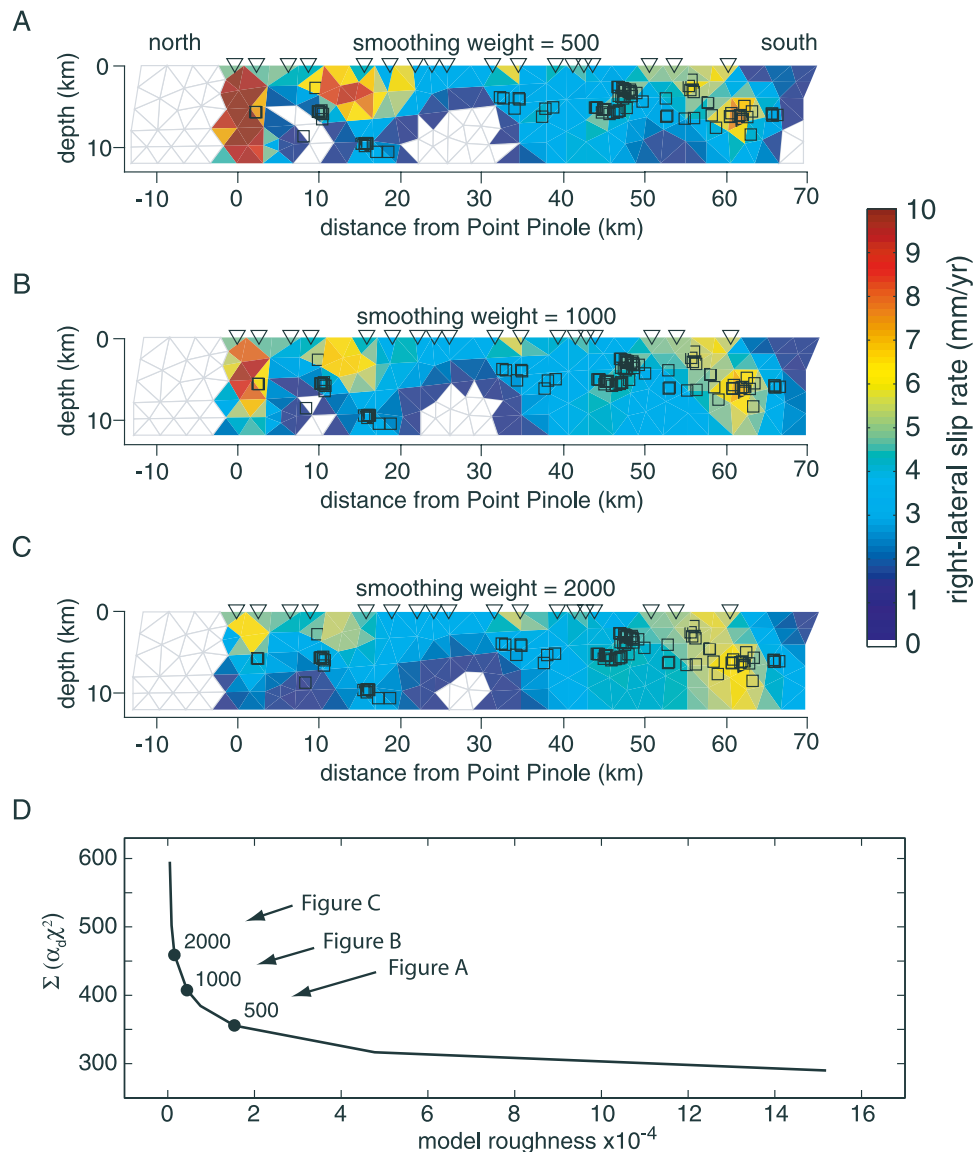 A
north
smoothing weight = 500
south
depth (km)
0
10
-10 0 10 20 30 40 50 60 70
distance from Point Pinole (km)
B
smoothing weight = 1000
depth (km)
0
10
-10 0 10 20 30 40 50 60 70
distance from Point Pinole (km)
C
smoothing weight = 2000
depth (km)
0
10
-10 0 10 20 30 40 50 60 70
distance from Point Pinole (km)
10
9
8
7
6
5
4
3
2
1
0
right-lateral slip rate (mm/yr)
D
600
500
400
300
Σ (α_d χ²)
Figure C
2000
Figure B
1000
Figure A
500
0 2 4 6 8 10 12 14 16
model roughness x10⁻⁴